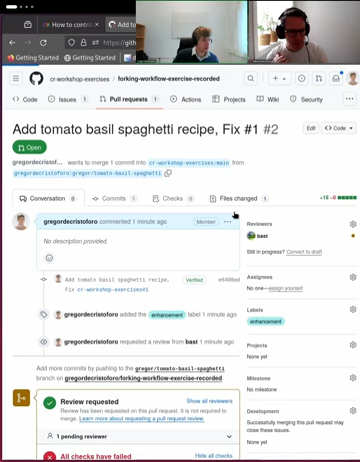 How to contri
Add to
Getting Started
Getting Started
https://gith
cr-workshop-exercises / forking-workflow-exercise-recorded
Code
Issues 1
Pull requests 1
Actions
Projects
Wiki
Security
Add tomato basil spaghetti recipe, Fix #1 #2
Edit
<> Code
Open
gregordecristof... wants to merge 1 commit into cr-workshop-exercises:main from
gregordecristoforo:gregor/tomato-basil-spaghetti
Conversation 0
Commits 1
Checks 0
Files changed 1
+18 −0
gregordecristoforo commented 1 minute ago
Member
No description provided.
Add tomato basil spaghetti recipe,
Fix cr-workshop-exercises#1
Verified
gregordecristoforo added the enhancement label 1 minute ago
gregordecristoforo requested a review from bast 1 minute ago
Add more commits by pushing to the gregor/tomato-basil-spaghetti
branch on gregordecristoforo/forking-workflow-exercise-recorded.
Review requested
Show all reviewers
Review has been requested on this pull request. It is not required to
merge. Learn more about requesting a pull request review.
1 pending reviewer
All checks have failed
Hide all checks
Reviewers
bast
Still in progress? Convert to draft
Assignees
No one—assign yourself
Labels
enhancement
Projects
None yet
Milestone
No milestone
Development
Successfully merging this pull request may
close these issues.